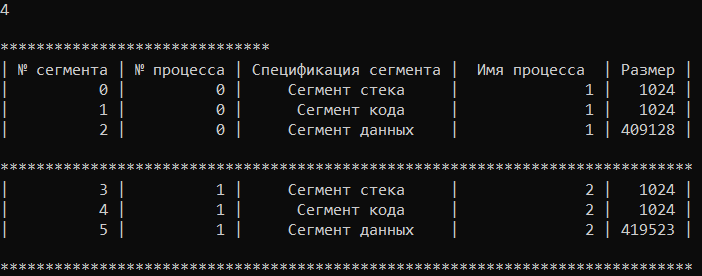 4
******************************
| № сегмента | № процесса | Спецификация сегмента |  Имя процесса  | Размер |
|          0 |          0 |     Сегмент стека     |              1 |   1024 |
|          1 |          0 |      Сегмент кода     |              1 |   1024 |
|          2 |          0 |     Сегмент данных    |              1 | 409128 |
*****************************************************************************
|          3 |          1 |     Сегмент стека     |              2 |   1024 |
|          4 |          1 |      Сегмент кода     |              2 |   1024 |
|          5 |          1 |     Сегмент данных    |              2 | 419523 |
*****************************************************************************